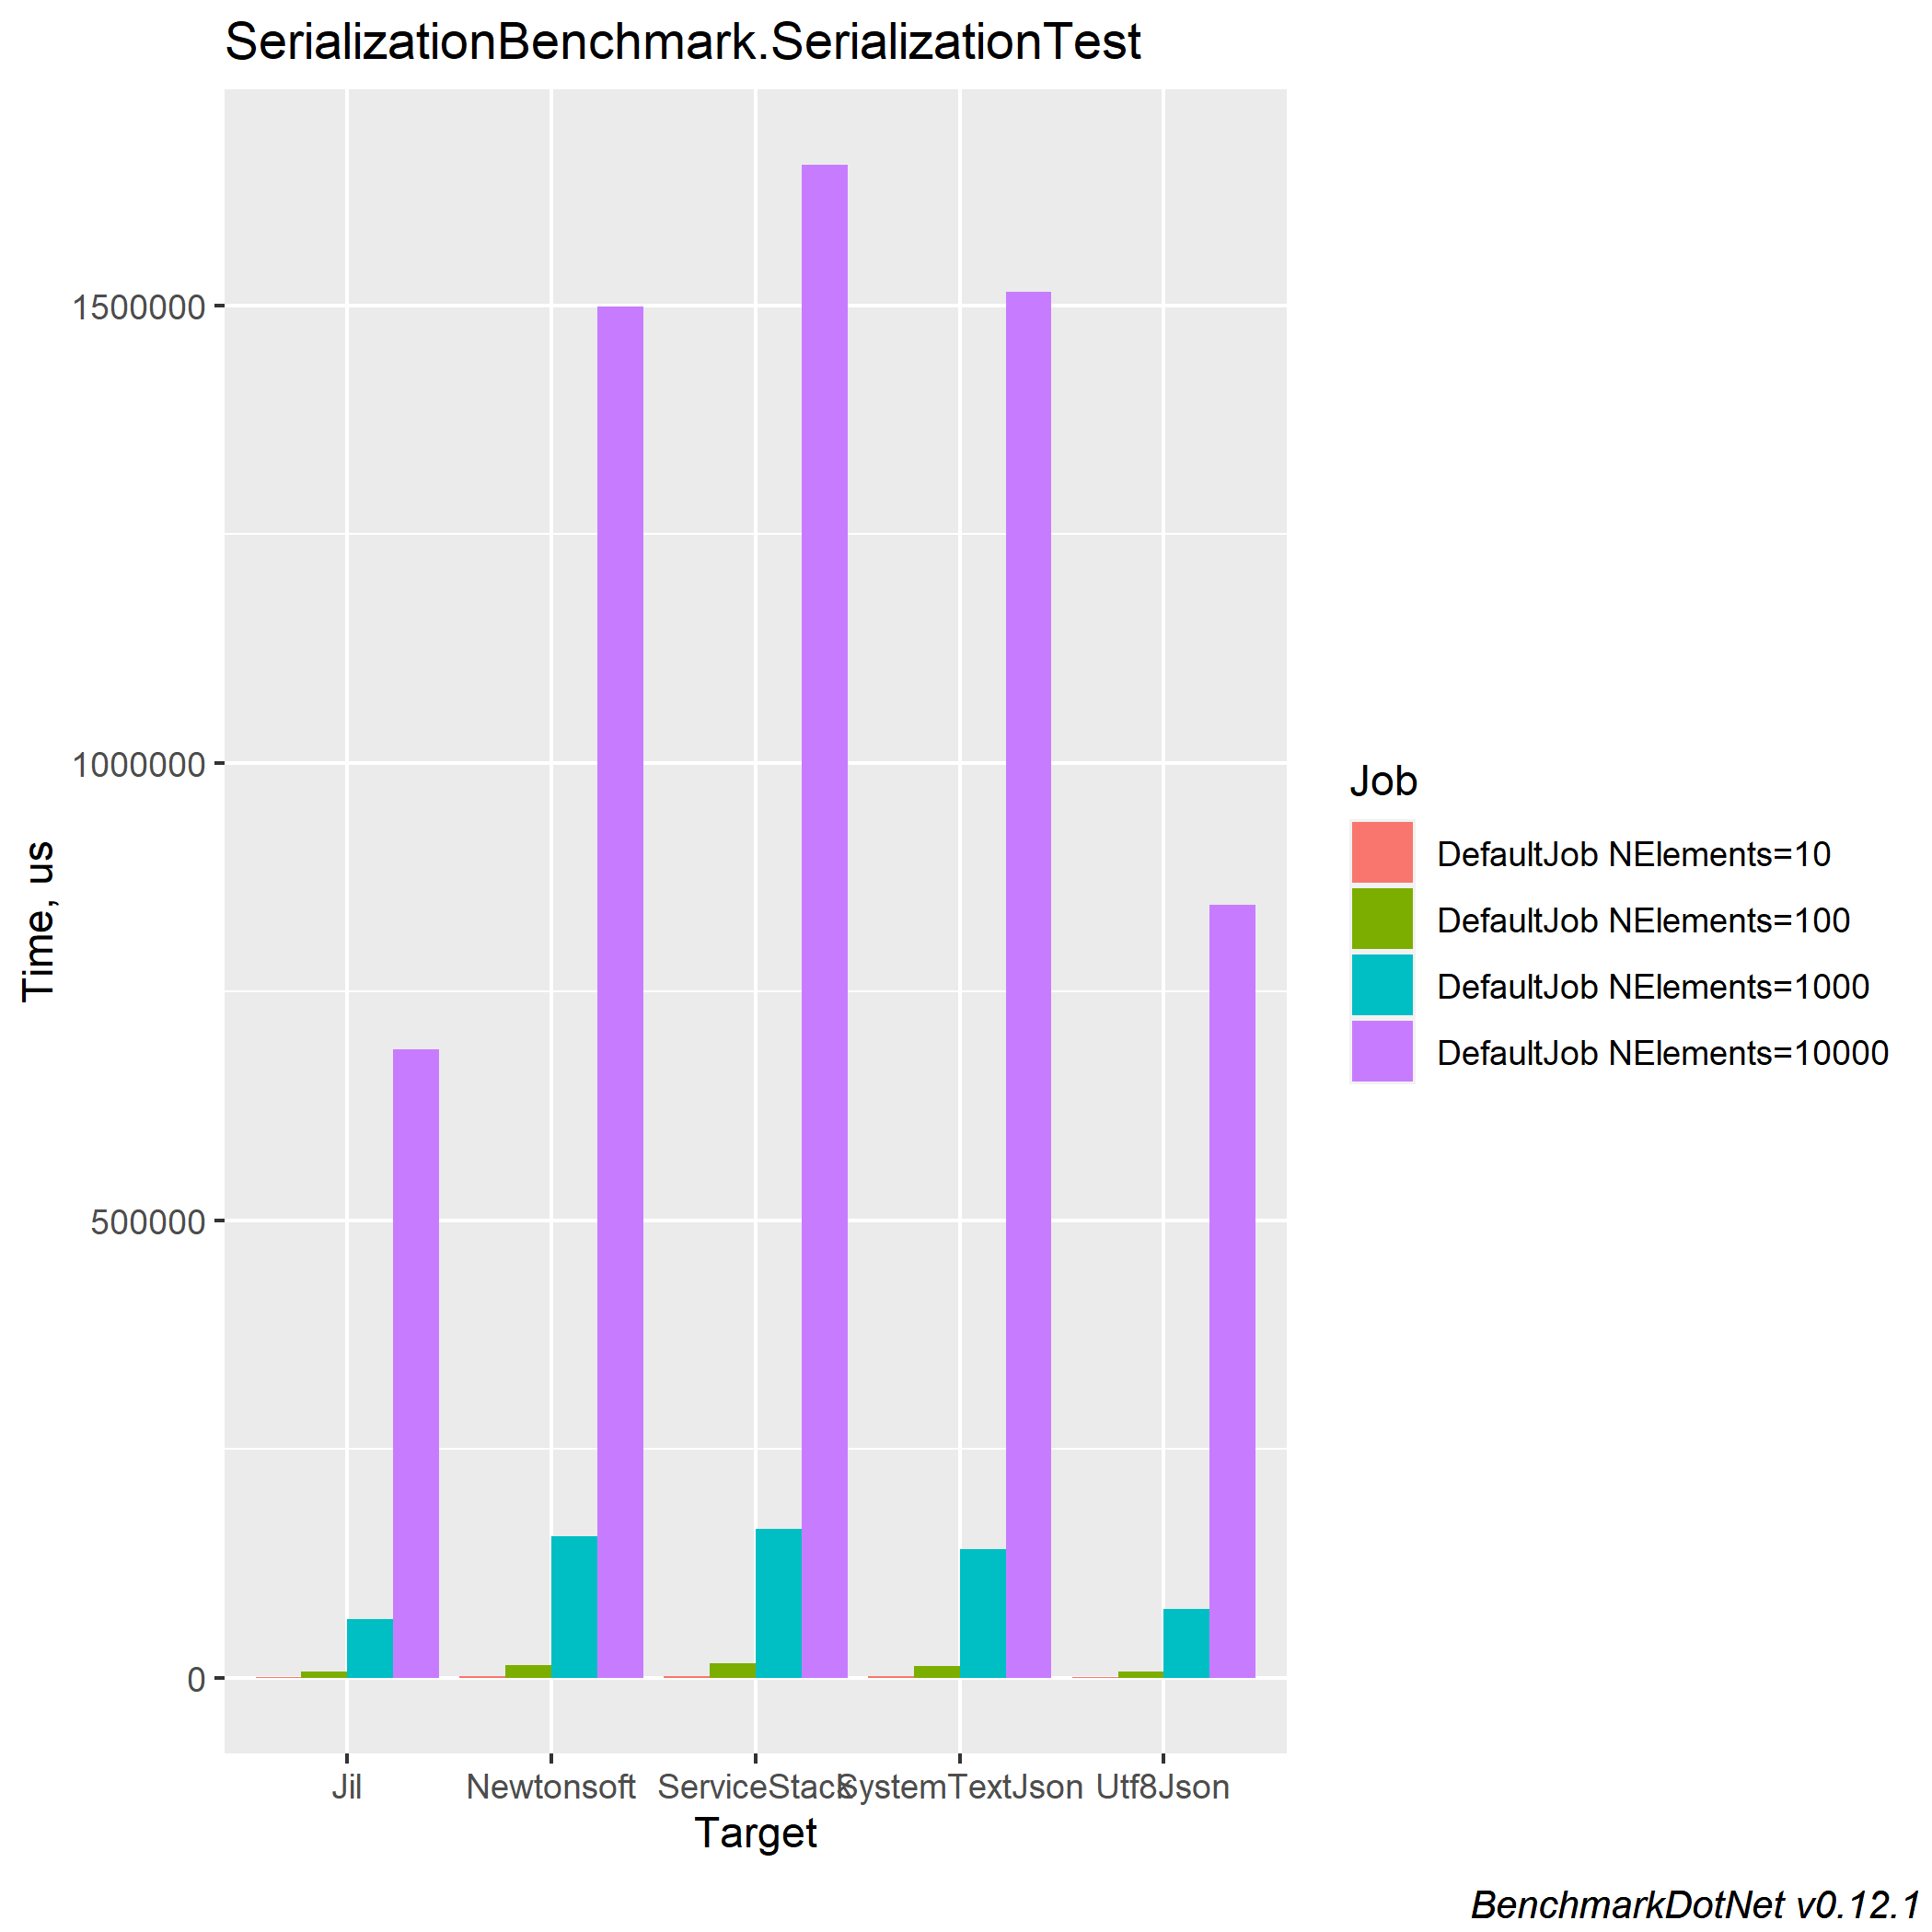 SerializationBenchmark.SerializationTest
1500000
1000000
500000
0
Time, us
Jil
Newtonsoft
ServiceStack
SystemTextJson
Utf8Json
Target
Job
DefaultJob NElements=10
DefaultJob NElements=100
DefaultJob NElements=1000
DefaultJob NElements=10000
BenchmarkDotNet v0.12.1